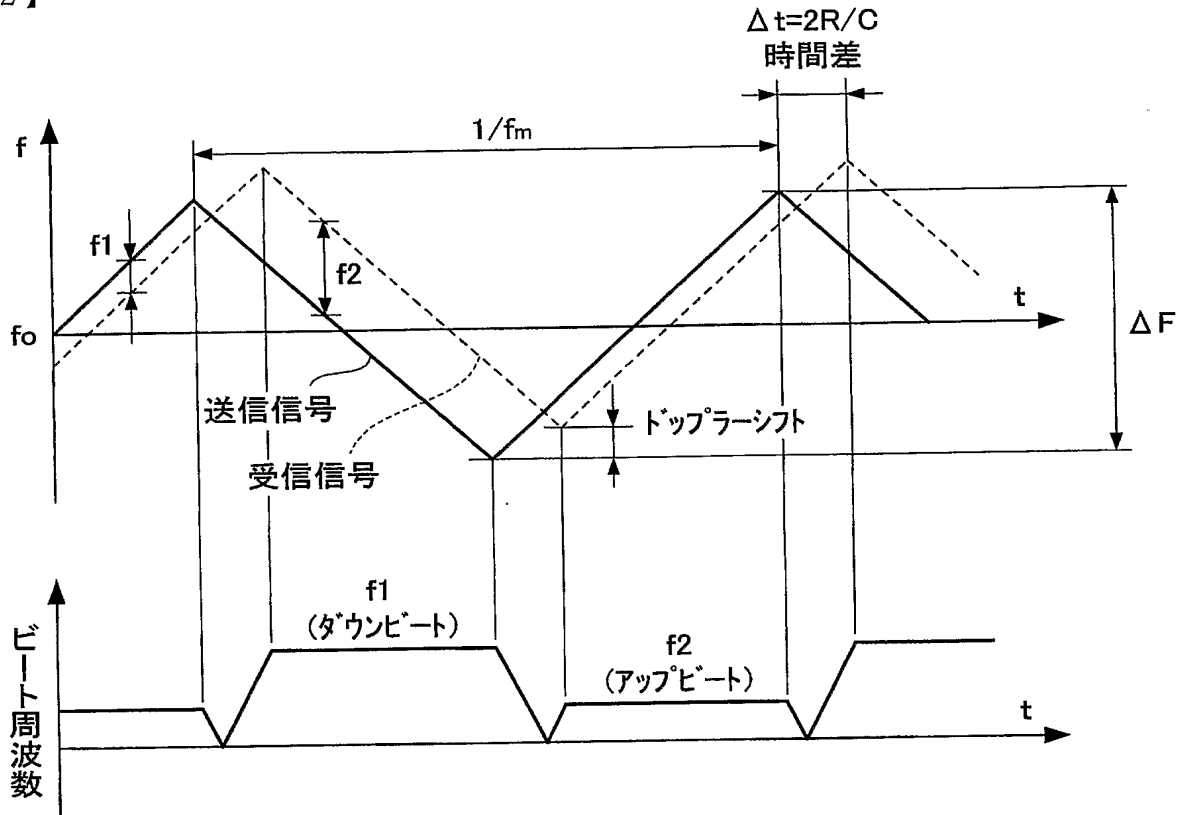 2】
Δt=2R/C
時間差
1/fm
f
f1
f2
fo
t
ΔF
送信信号
受信信号
ドップラーシフト
f1
(ダウンビート)
f2
(アップビート)
t
ビート周波数